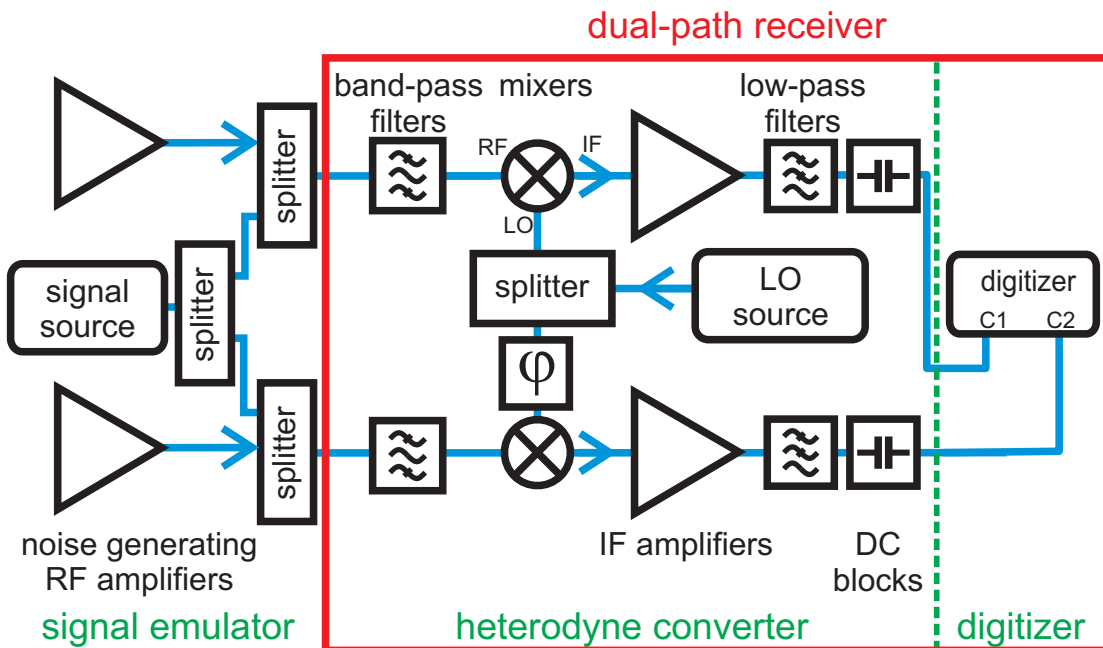 dual-path receiver
band-pass
filters
mixers
low-pass
filters
splitter
RF
IF
LO
signal
source
splitter
splitter
LO
source
digitizer
C1
C2
φ
splitter
noise generating
RF amplifiers
IF amplifiers
DC
blocks
signal emulator
heterodyne converter
digitizer